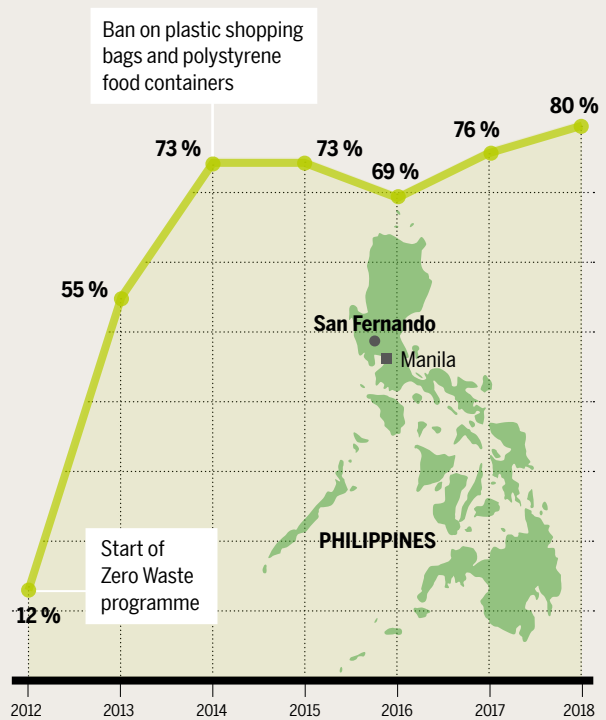 Ban on plastic shopping
bags and polystyrene
food containers
80 %
76 %
73 %
73 %
69 %
55 %
San Fernando
Manila
PHILIPPINES
Start of
Zero Waste
programme
12 %
2012
2013
2014
2015
2016
2017
2018